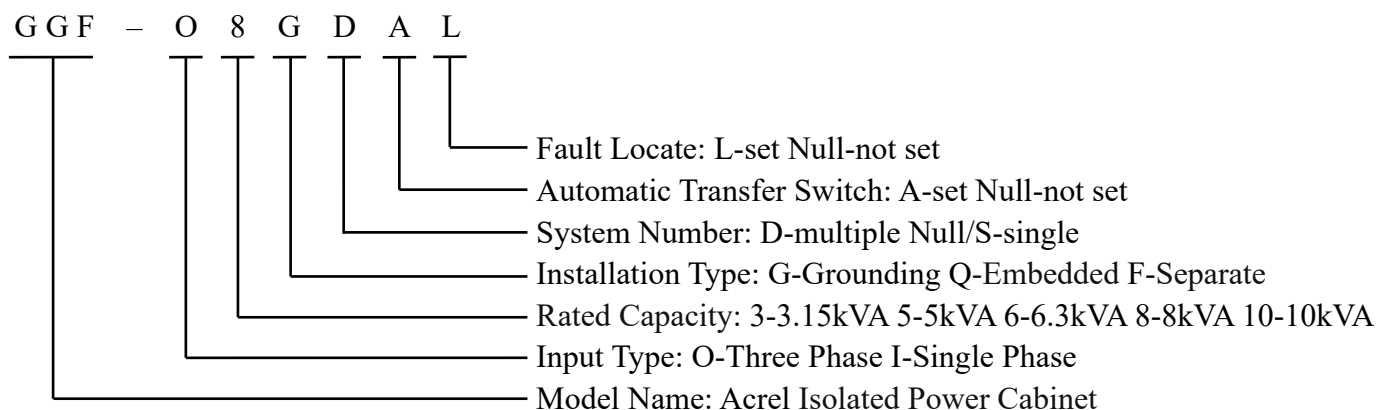 GGF – O 8 G D A L
Fault Locate: L-set Null-not set
Automatic Transfer Switch: A-set Null-not set
System Number: D-multiple Null/S-single
Installation Type: G-Grounding Q-Embedded F-Separate
Rated Capacity: 3-3.15kVA 5-5kVA 6-6.3kVA 8-8kVA 10-10kVA
Input Type: O-Three Phase I-Single Phase
Model Name: Acrel Isolated Power Cabinet